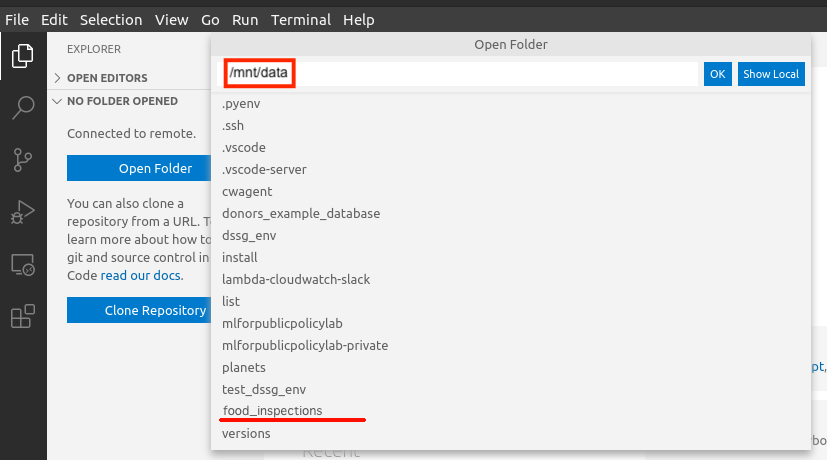 File Edit Selection View Go Run Terminal Help
EXPLORER
OPEN EDITORS
NO FOLDER OPENED
Connected to remote.
Open Folder
You can also clone a
repository from a URL. T
learn more about how to
git and source control in
Code read our docs.
Clone Repository
Open Folder
/mnt/data
OK
Show Local
.pyenv
.ssh
.vscode
.vscode-server
cwagent
donors_example_database
dssg_env
install
lambda-cloudwatch-slack
list
mlforpublicpolicylab
mlforpublicpolicylab-private
planets
test_dssg_env
food_inspections
versions
pt,
ybo
Recent